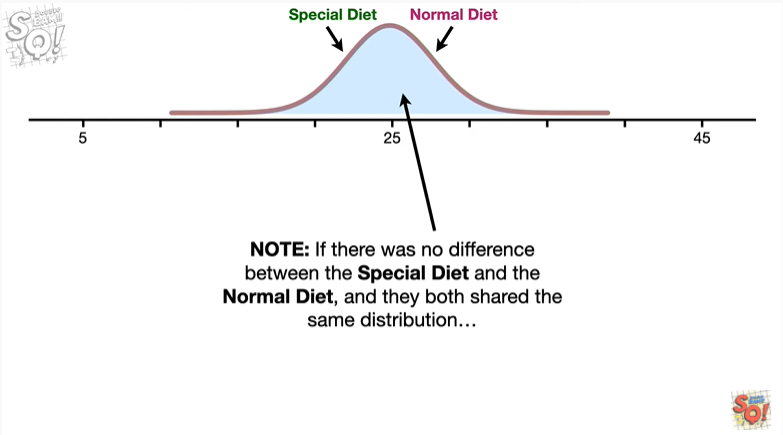 Special Diet
Normal Diet
5
25
45
NOTE: If there was no difference
between the Special Diet and the
Normal Diet, and they both shared the
same distribution…
SQ!